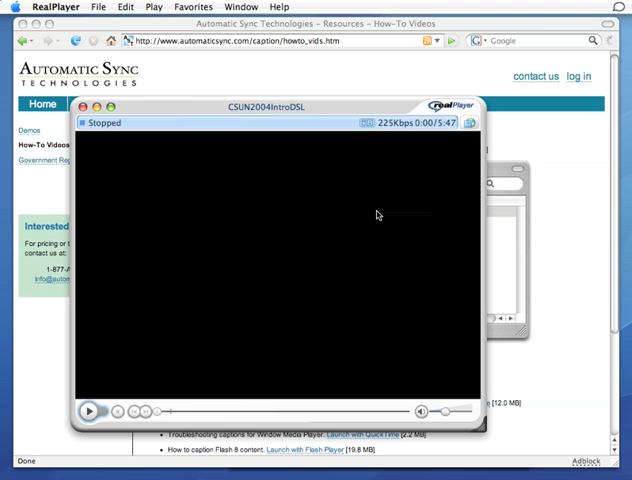 RealPlayer File Edit Play Favorites Window Help
Automatic Sync Technologies - Resources - How-To Videos
http://www.automaticsync.com/caption/howto_vids.htm
Google
AUTOMATIC SYNC
TECHNOLOGIES
contact us log in
Home
CSUN2004IntroDSL
realPlayer
Stopped
225Kbps 0:00/5:47
Demos
How-To Videos
Government Reg
Interested
For pricing or t
contact us at:
1-877-A
info@autom
[12.0 MB]
• Troubleshooting captions for Window Media Player. Launch with QuickTime [2.2 MB]
• How to caption Flash 8 content. Launch with Flash Player [19.8 MB]
Done
Adblock